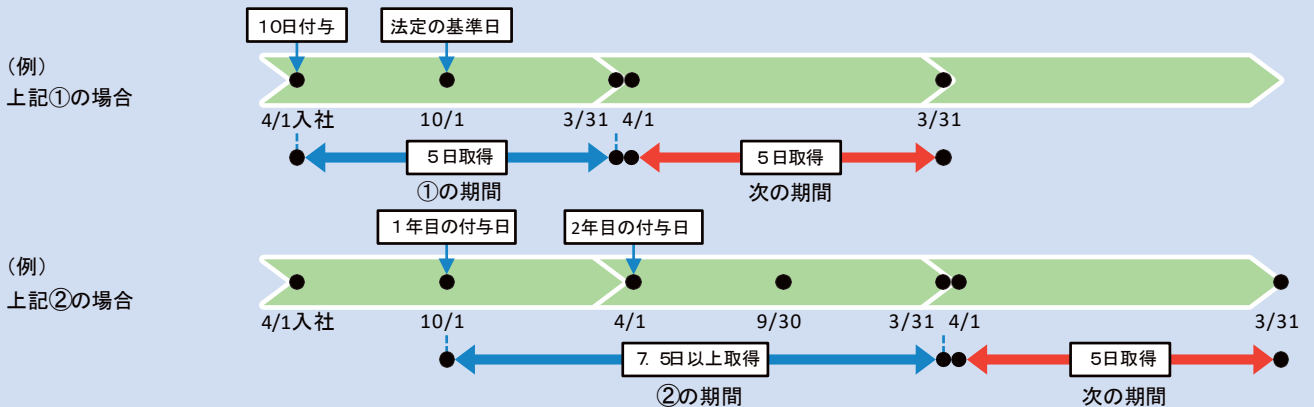 10日付与 法定の基準日
(例)
上記①の場合
4/1入社 10/1 3/31 4/1 3/31
5日取得 5日取得
①の期間 次の期間
1年目の付与日 2年目の付与日
(例)
上記②の場合
4/1入社 10/1 4/1 9/30 3/31 4/1 3/31
7.5日以上取得 5日取得
②の期間 次の期間